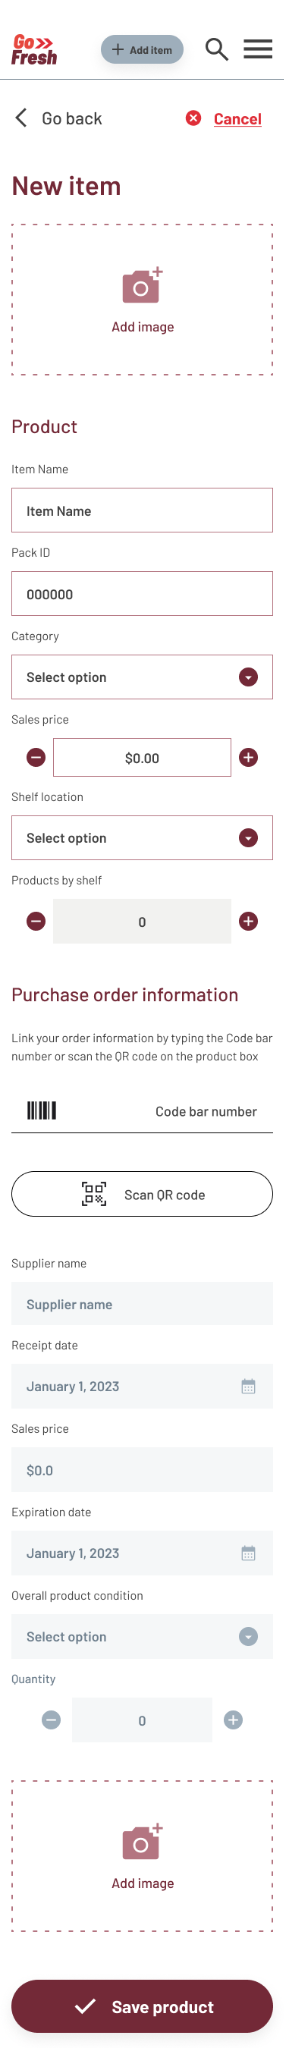 Go
Fresh
Add item
Go back
Cancel
New item
Add image
Product
Item Name
Item Name
Pack ID
000000
Category
Select option
Sales price
$0.00
Shelf location
Select option
Products by shelf
0
Purchase order information
Link your order information by typing the Code bar
number or scan the QR code on the product box
Code bar number
Scan QR code
Supplier name
Supplier name
Receipt date
January 1, 2023
Sales price
$0.0
Expiration date
January 1, 2023
Overall product condition
Select option
Quantity
0
Add image
Save product